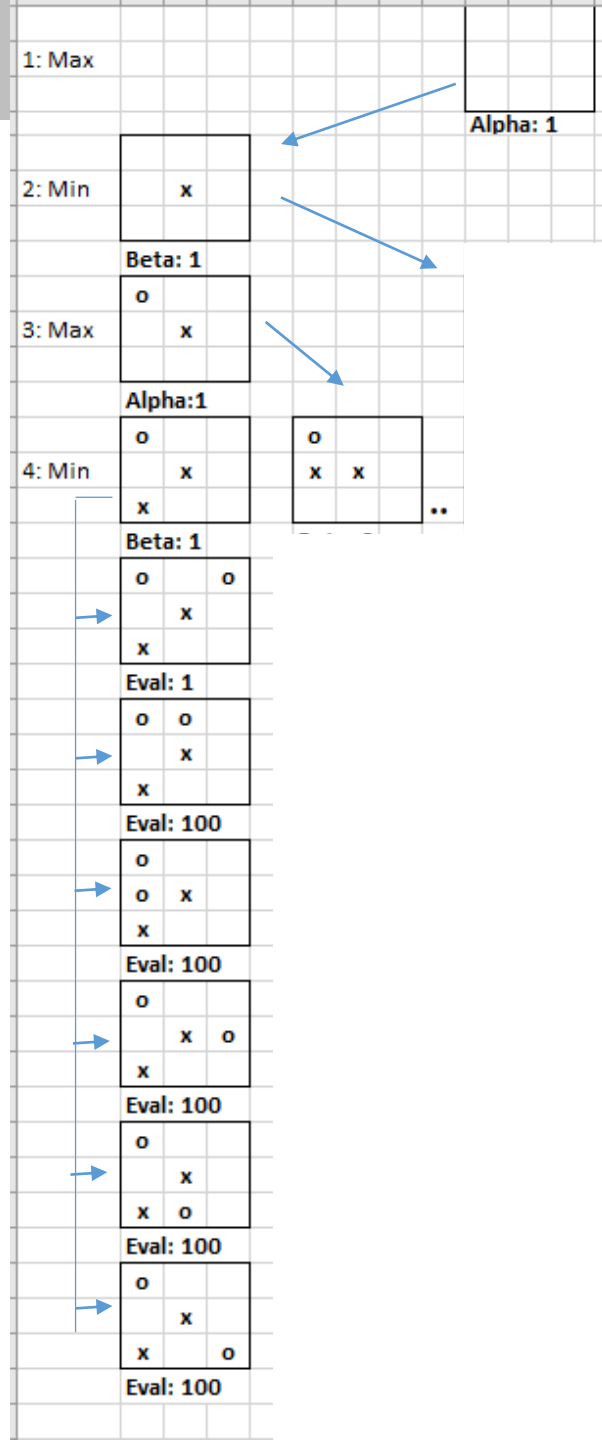 1: Max
Alpha: 1
2: Min
x
Beta: 1
o
3: Max
x
Alpha:1
o
o
4: Min
x
x x
x
..
Beta: 1
o o
x
x
Eval: 1
o o
x
x
Eval: 100
o
o x
x
Eval: 100
o
x o
x
Eval: 100
o
x
x o
Eval: 100
o
x
x o
Eval: 100